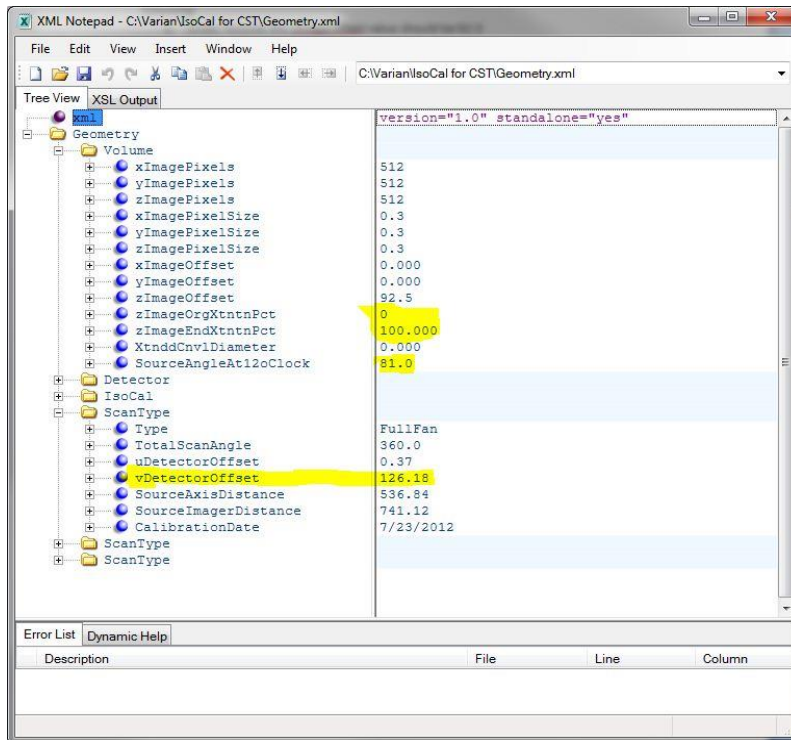 XML Notepad - C:\Varian\IsoCal for CST\Geometry.xml
File Edit View Insert Window Help
C:\Varian\IsoCal for CST\Geometry.xml
Tree View XSL Output
xml version="1.0" standalone="yes"
Geometry
Volume
xImagePixels 512
yImagePixels 512
zImagePixels 512
xImagePixelSize 0.3
yImagePixelSize 0.3
zImagePixelSize 0.3
xImageOffset 0.000
yImageOffset 0.000
zImageOffset 92.5
zImageOrgXtntnPct 0
zImageEndXtntnPct 100.000
XtnddCnvlDiameter 0.000
SourceAngleAt12oClock 81.0
Detector
IsoCal
ScanType
Type FullFan
TotalScanAngle 360.0
uDetectorOffset 0.37
vDetectorOffset 126.18
SourceAxisDistance 536.84
SourceImagerDistance 741.12
CalibrationDate 7/23/2012
ScanType
ScanType
Error List Dynamic Help
Description File Line Column